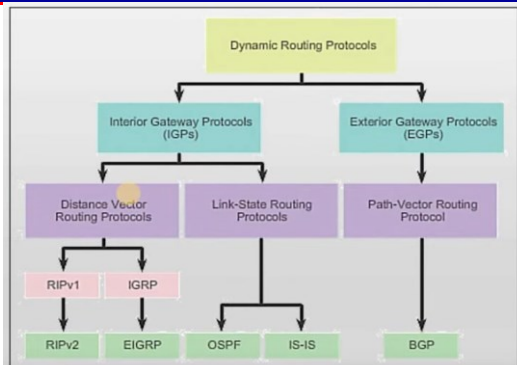 Dynamic Routing Protocols
Interior Gateway Protocols
(IGPs)
Exterior Gateway Protocols
(EGPs)
Distance Vector
Routing Protocols
Link-State Routing
Protocols
Path-Vector Routing
Protocol
RIPv1
IGRP
RIPv2
EIGRP
OSPF
IS-IS
BGP